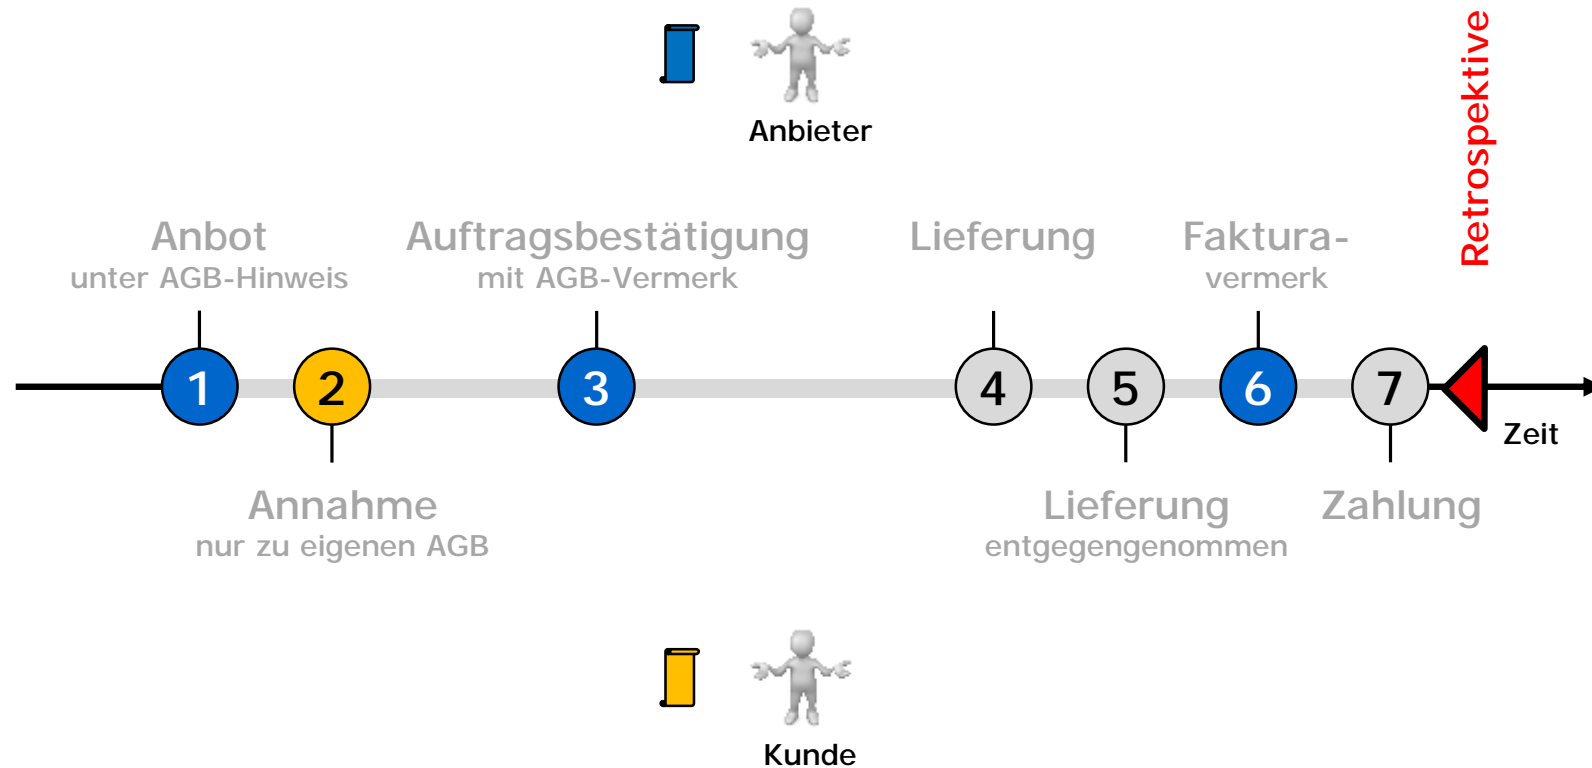 Anbieter
Retrospektive
Anbot
unter AGB-Hinweis
Auftragsbestätigung
mit AGB-Vermerk
Lieferung
Faktura-
vermerk
1
2
3
4
5
6
7
Zeit
Annahme
nur zu eigenen AGB
Lieferung
entgegengenommen
Zahlung
Kunde